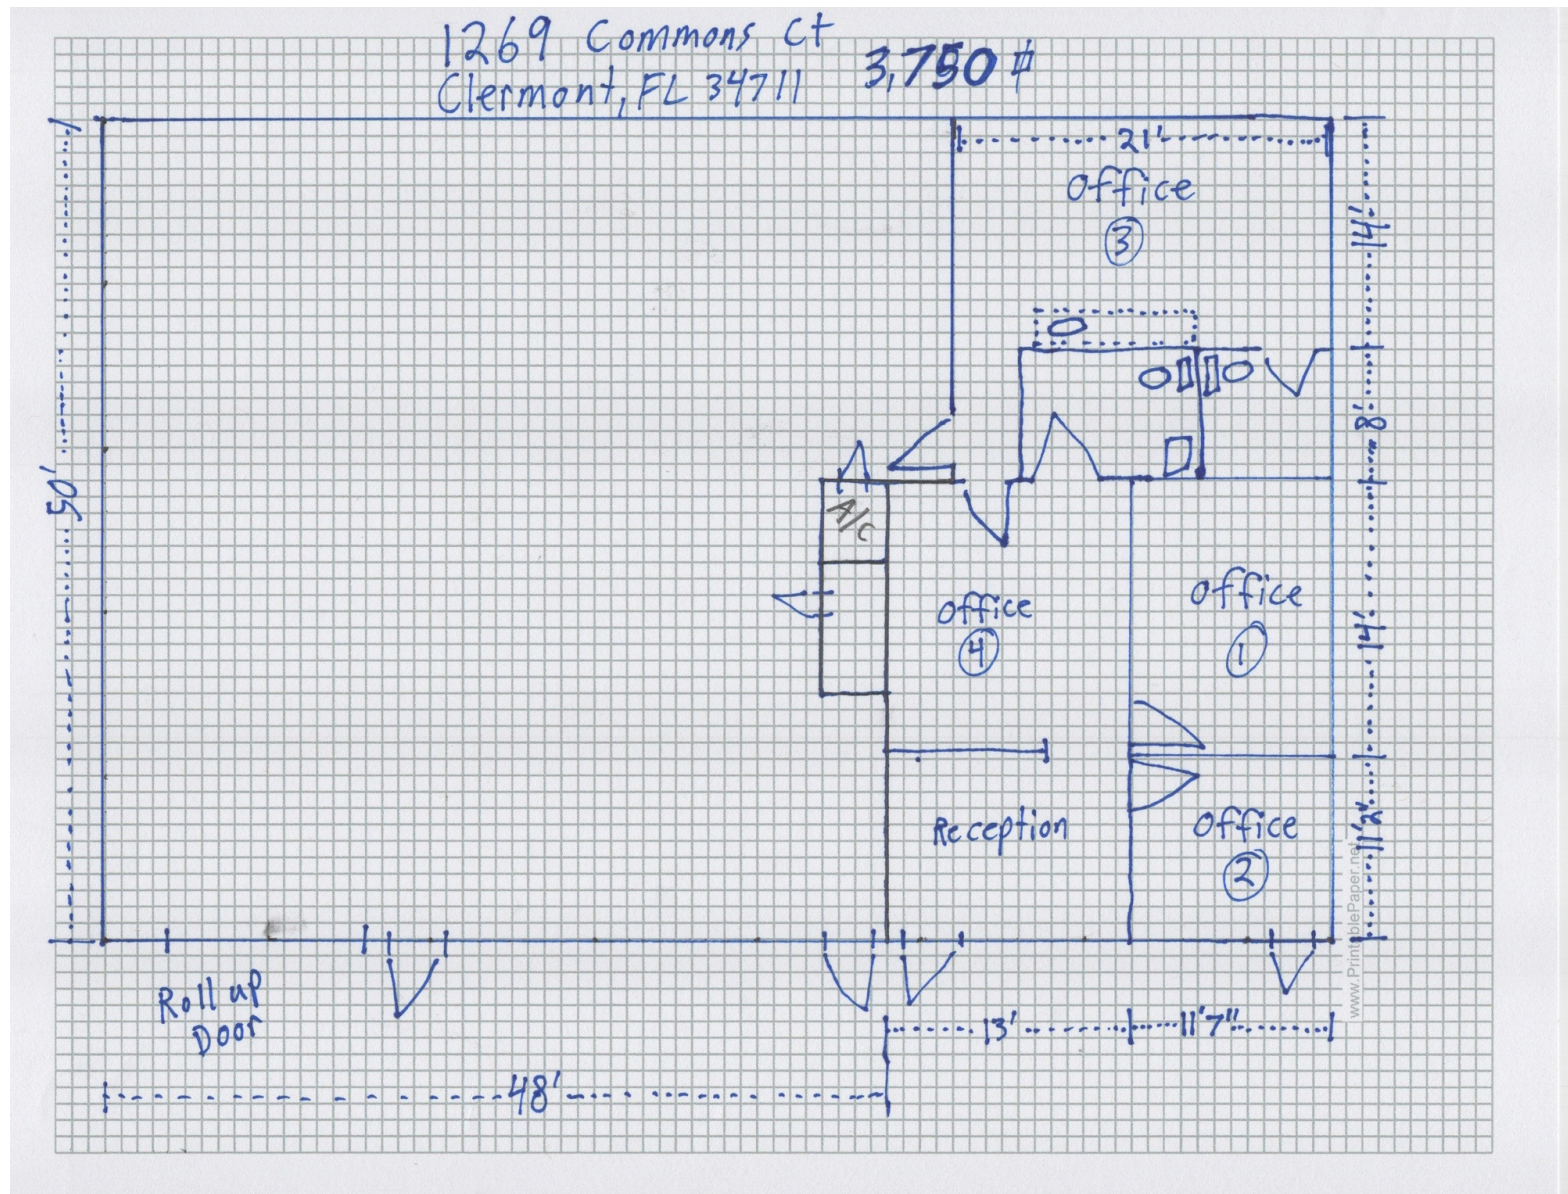 1269 Commons Ct
Clermont, FL 34711
3,750 ⏍
21'
Office
3
14'
8'
50'
A/C
Office
4
Office
1
14'
Reception
Office
2
11'2"
www.PrintablePaper.net
Roll up
Door
13'
11'7"
48'